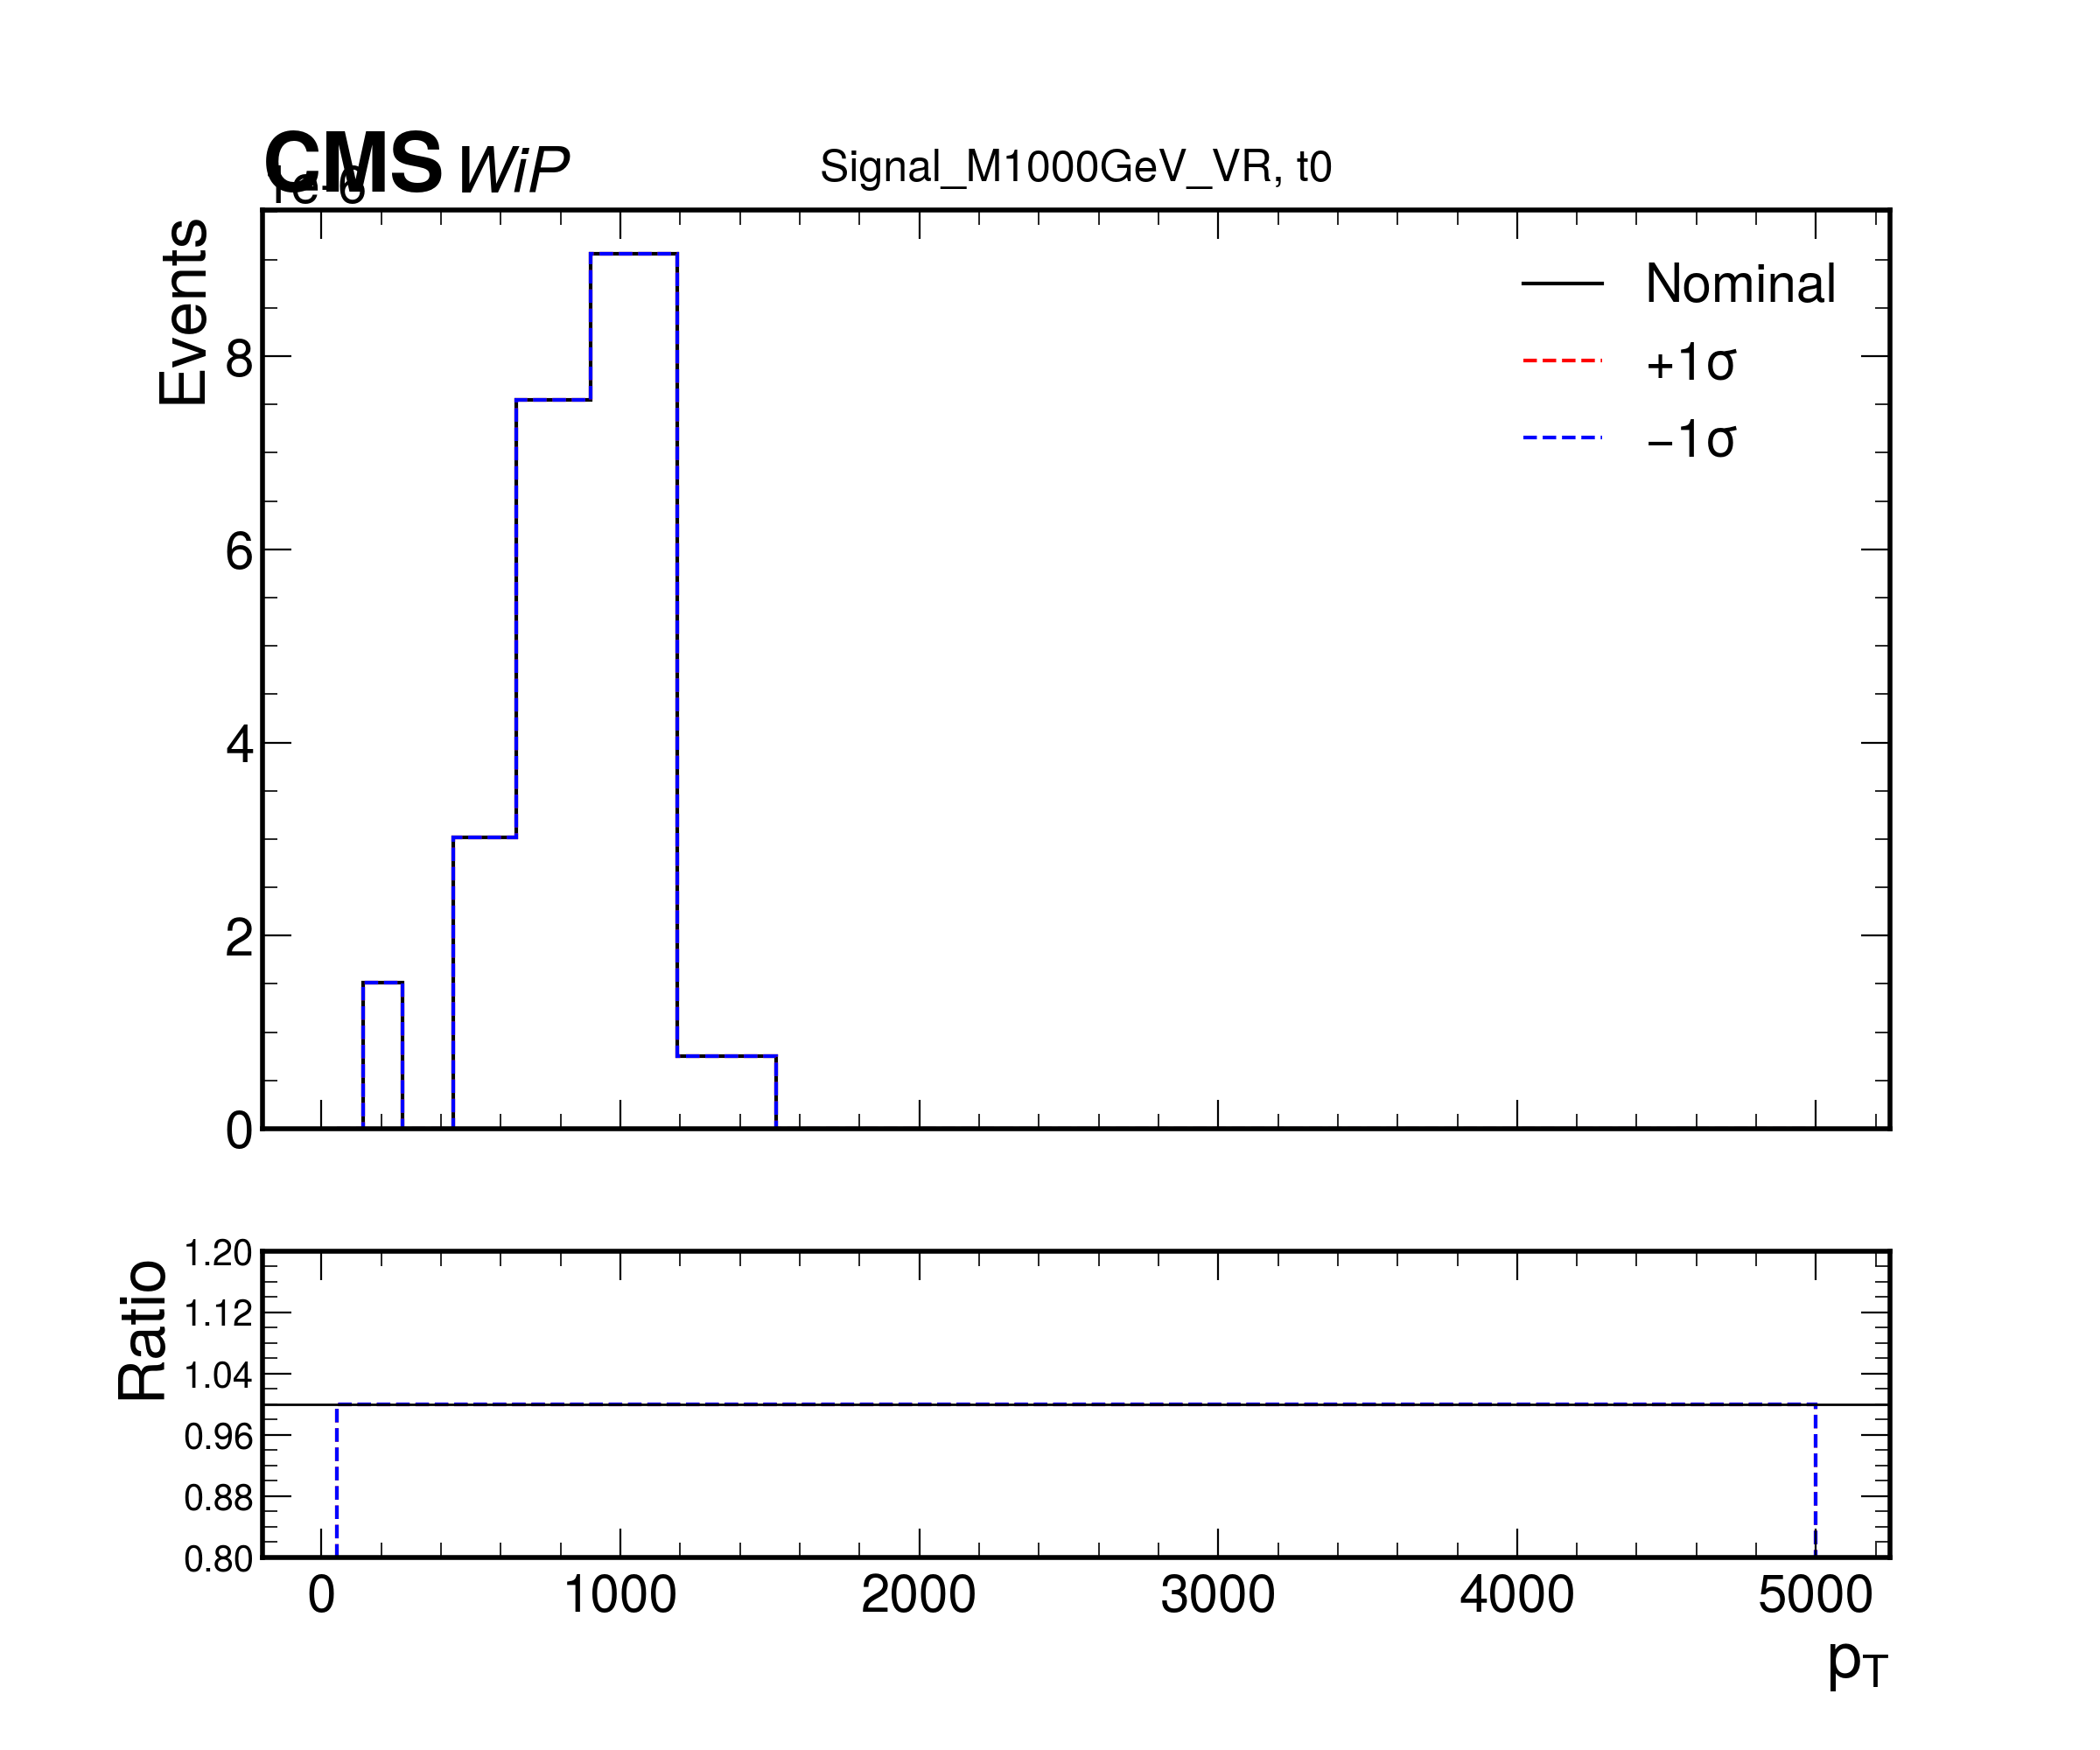 CMS WiP
Signal_M1000GeV_VR, t0
Events
8
6
4
2
0
Nominal
+1σ
−1σ
Ratio
1.20
1.12
1.04
0.96
0.88
0.80
0 1000 2000 3000 4000 5000
pT